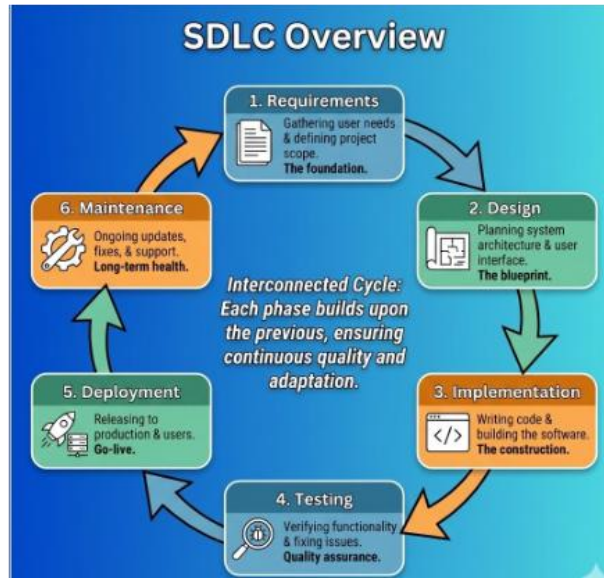 SDLC Overview
1. Requirements
Gathering user needs
& defining project
scope.
The foundation.
2. Design
Planning system
architecture & user
interface.
The blueprint.
3. Implementation
Writing code &
building the software.
The construction.
4. Testing
Verifying functionality
& fixing issues.
Quality assurance.
5. Deployment
Releasing to
production & users.
Go-live.
6. Maintenance
Ongoing updates,
fixes, & support.
Long-term health.
Interconnected Cycle:
Each phase builds upon
the previous, ensuring
continuous quality and
adaptation.